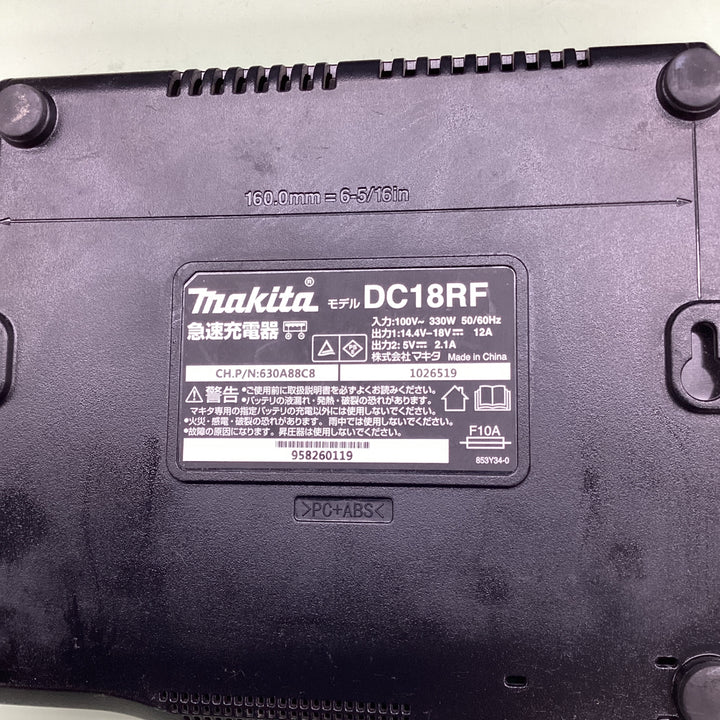 160.0mm = 6-5/16in
makita® モデル DC18RF
急速充電器
入力:100V~ 330W 50/60Hz
出力1:14.4V-18V⎓ 12A
出力2: 5V⎓ 2.1A
株式会社マキタ Made in China
CH.P/N:630A88C8 1026519
⚠警告 •ご使用前に取扱説明書を必ずよくお読みください。
•バッテリの液漏れ・発熱・破裂の恐れがあります。
マキタ専用の指定バッテリの充電以外には使用しないでください。
•火災・感電・破裂の恐れがあります。雨中では使用しないでください。
•故障の原因になります。昇圧器は使用しないでください。
F10A
853Y34-0
958260119
>PC+ABS<